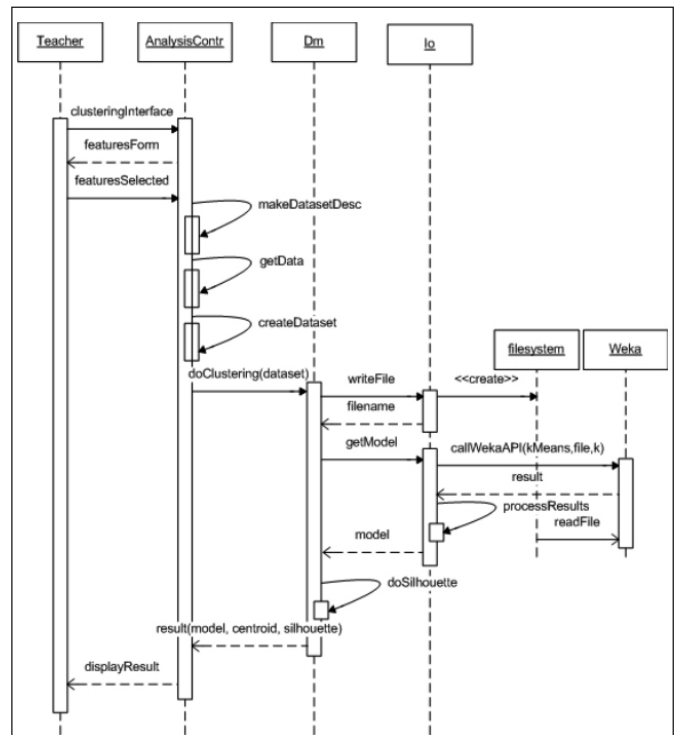 Teacher
AnalysisContr
Dm
Io
clusteringInterface
featuresForm
featuresSelected
makeDatasetDesc
getData
createDataset
filesystem
Weka
doClustering(dataset)
writeFile
<<create>>
filename
getModel
callWekaAPI(kMeans,file,k)
result
processResults
readFile
model
doSilhouette
result(model, centroid, silhouette)
displayResult